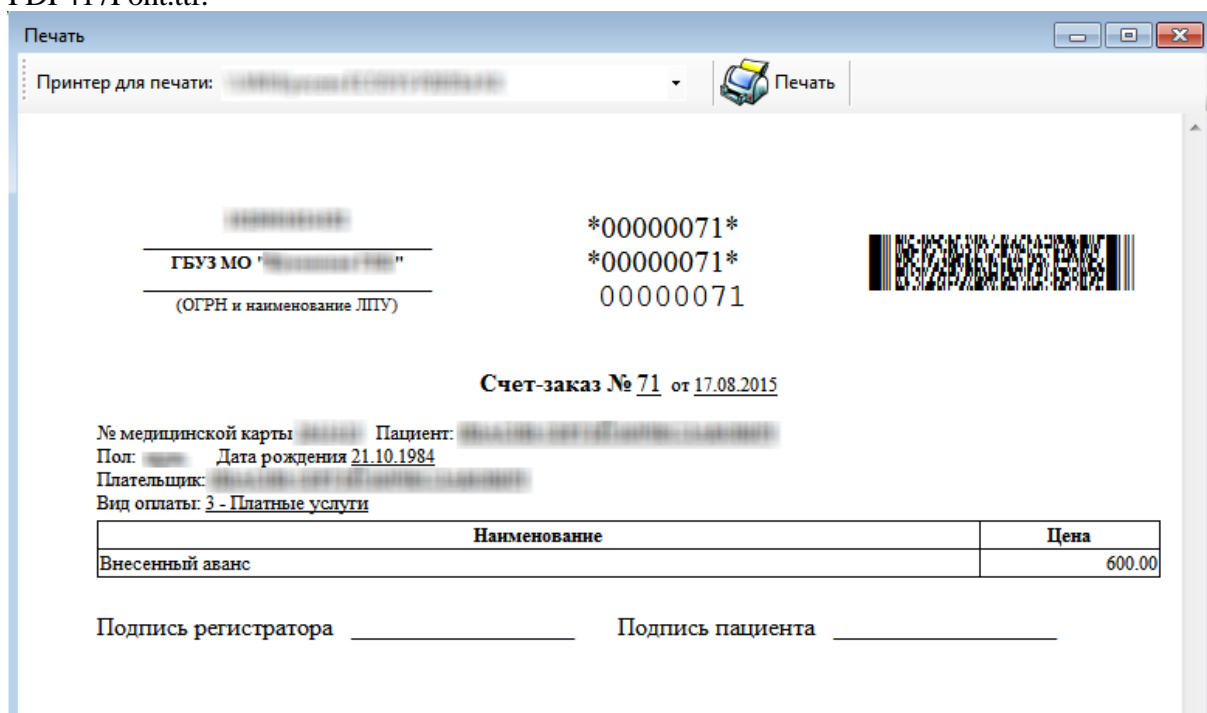 Печать
Принтер для печати:
Печать
ГБУЗ МО " "
(ОГРН и наименование ЛПУ)
*00000071*
*00000071*
00000071
Счет-заказ № 71 от 17.08.2015
№ медицинской карты Пациент:
Пол: Дата рождения 21.10.1984
Плательщик:
Вид оплаты: 3 - Платные услуги
Наименование Цена
Внесенный аванс 600.00
Подпись регистратора ____________ Подпись пациента ____________